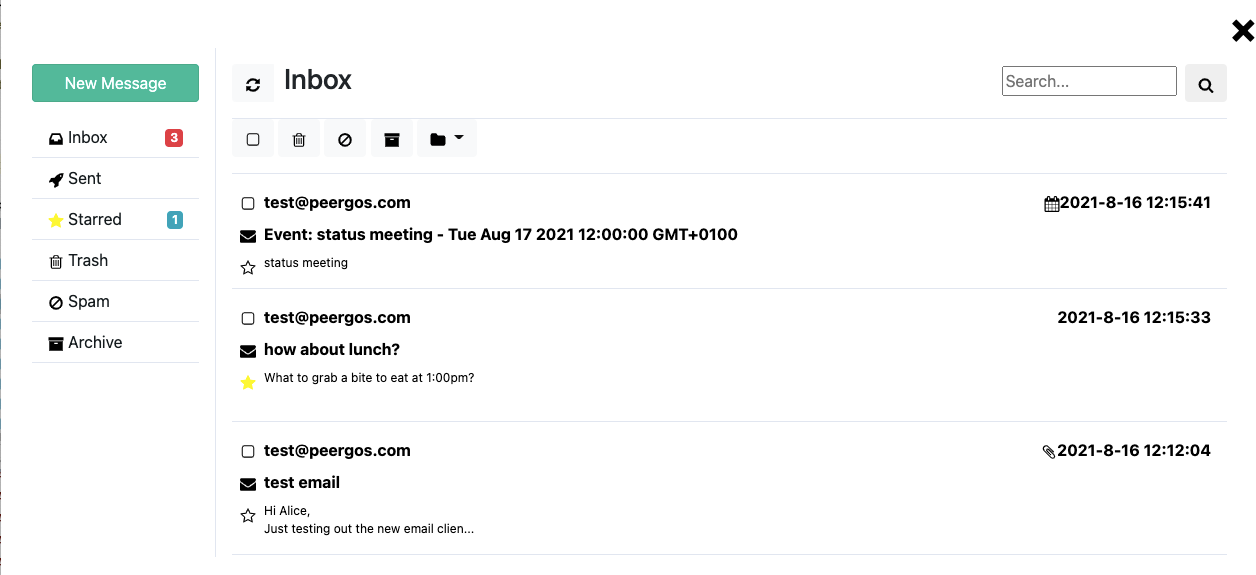 New Message
Inbox 3
Sent
Starred 1
Trash
Spam
Archive
Inbox
Search...
test@peergos.com 2021-8-16 12:15:41
Event: status meeting - Tue Aug 17 2021 12:00:00 GMT+0100
status meeting
test@peergos.com 2021-8-16 12:15:33
how about lunch?
What to grab a bite to eat at 1:00pm?
test@peergos.com 2021-8-16 12:12:04
test email
Hi Alice,
Just testing out the new email clien...